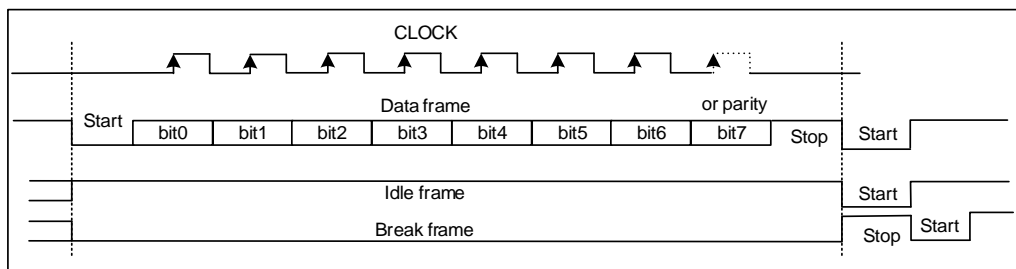 CLOCK
Data frame
or parity
Start bit0 bit1 bit2 bit3 bit4 bit5 bit6 bit7 Stop Start
Idle frame Start
Break frame Stop Start